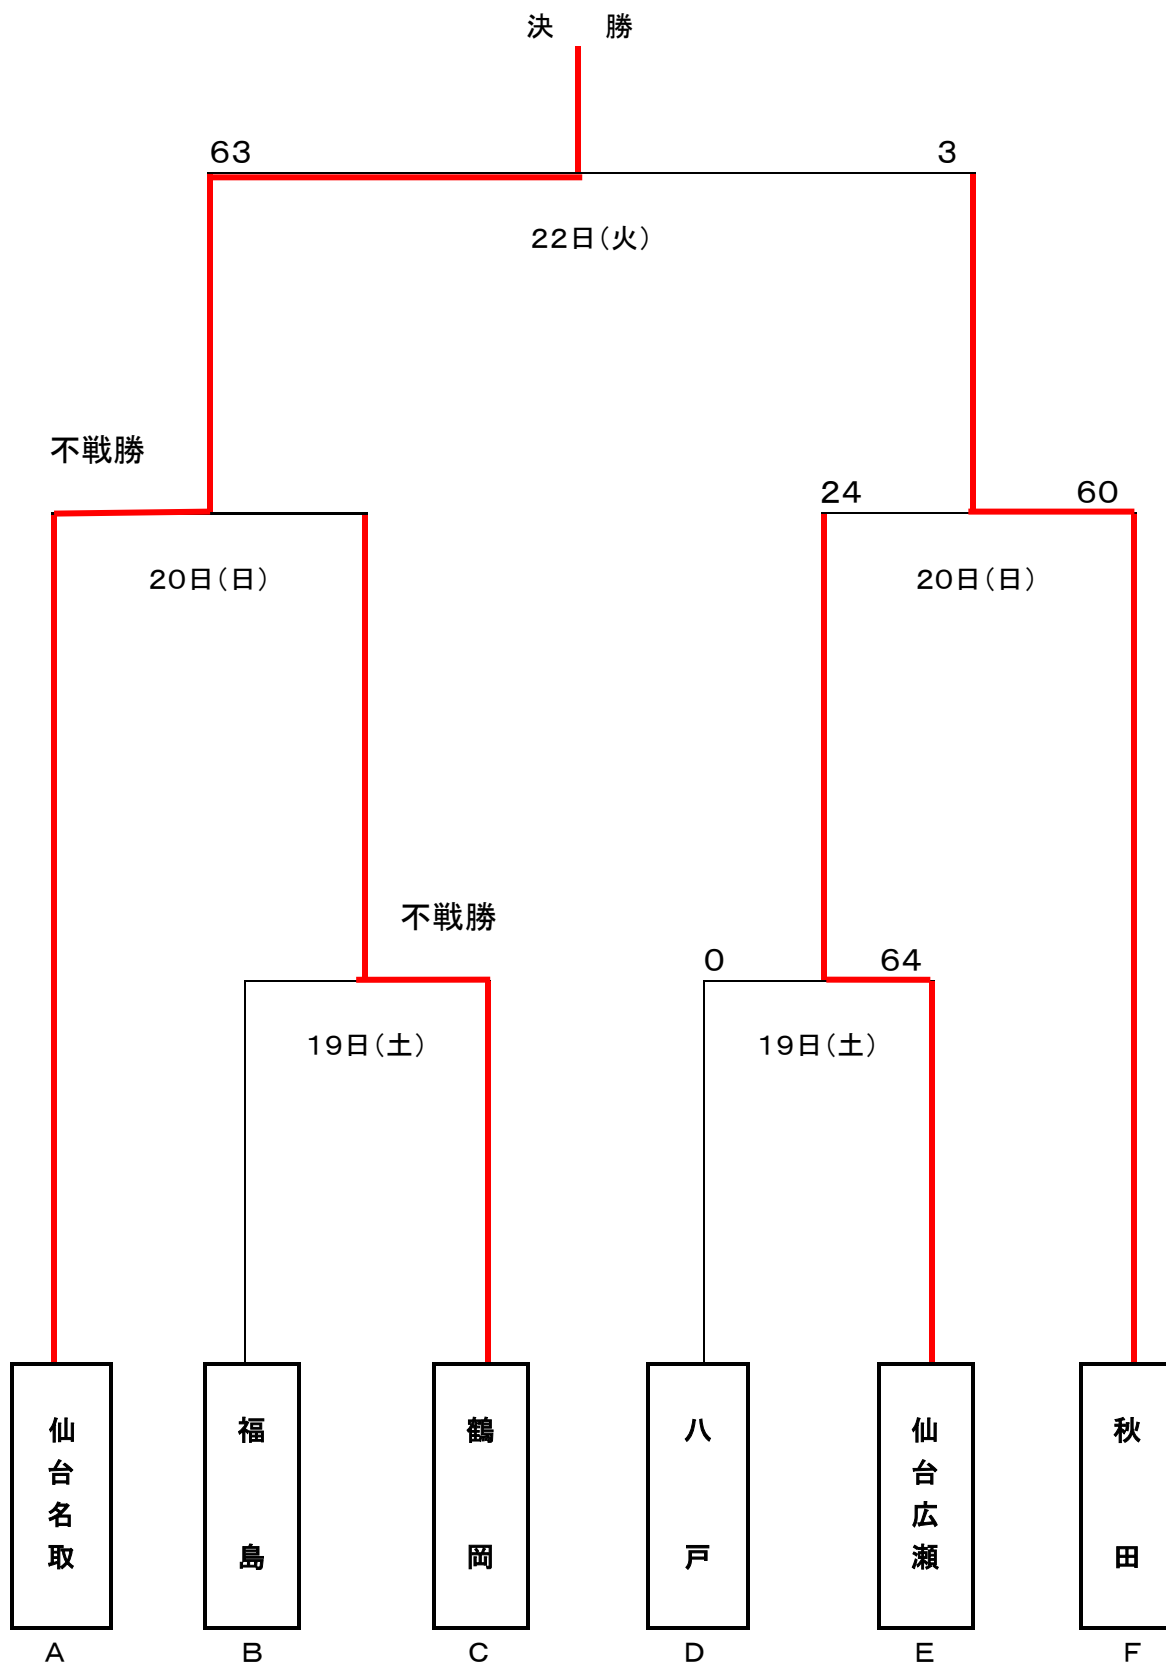 決 勝
63 3
22日(火)
不戦勝
24 60
20日(日) 20日(日)
不戦勝
0 64
19日(土) 19日(土)
仙台名取 福島 鶴岡 八戸 仙台広瀬 秋田
A B C D E F